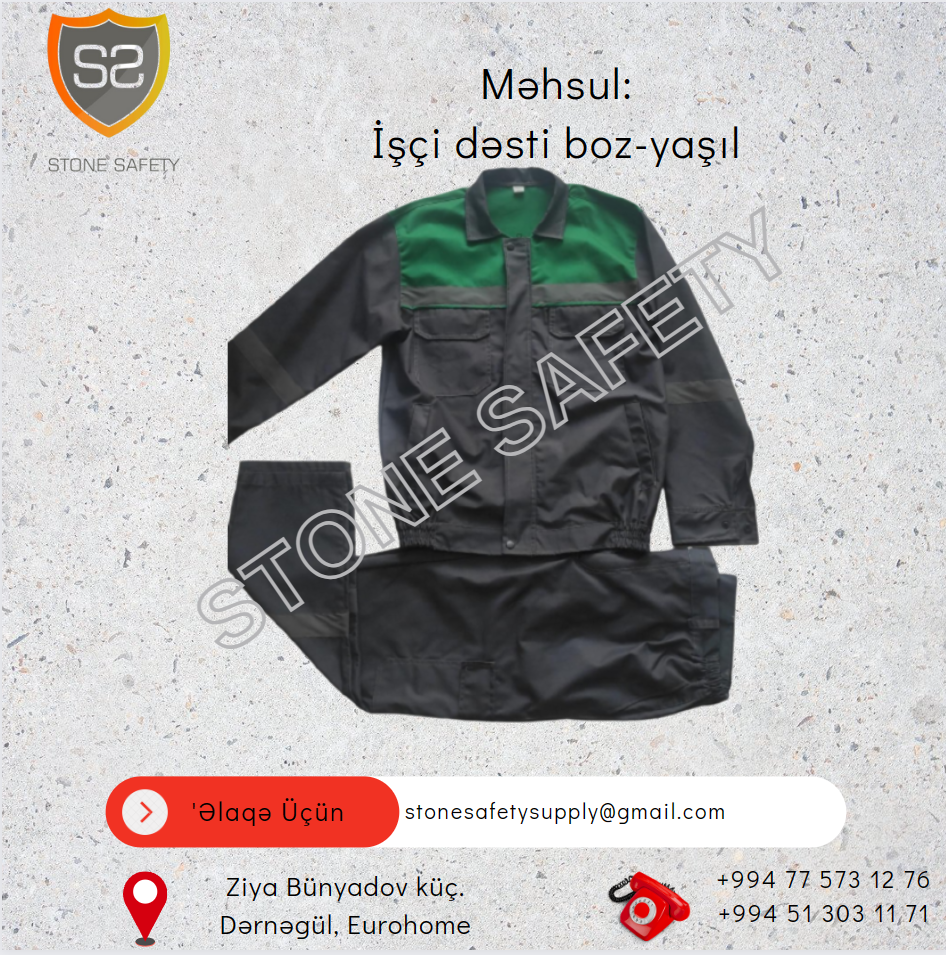 SS
STONE SAFETY
Məhsul:
İşçi dəsti boz-yaşıl
STONE SAFETY
'Əlaqə Üçün
stonesafetysupply@gmail.com
Ziya Bünyadov küç.
Dərnəgül, Eurohome
+994 77 573 12 76
+994 51 303 11 71